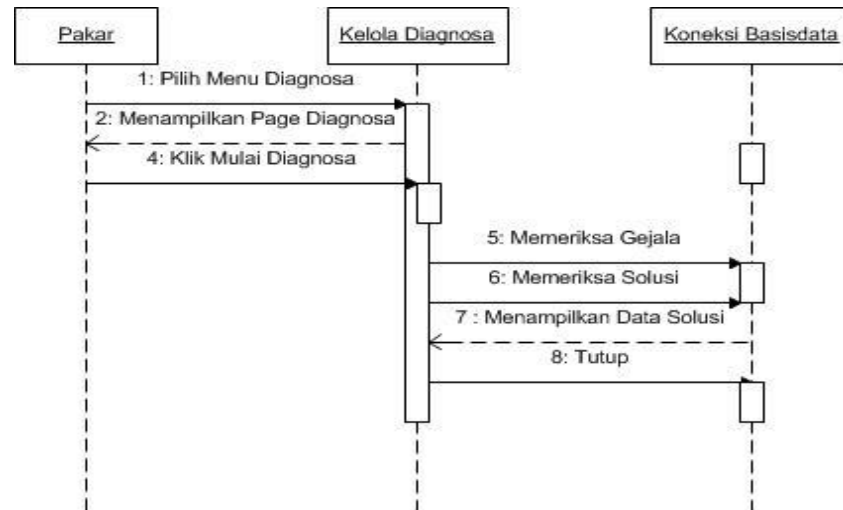 Pakar
Kelola Diagnosa
Koneksi Basisdata
1: Pilih Menu Diagnosa
2: Menampilkan Page Diagnosa
4: Klik Mulai Diagnosa
5: Memeriksa Gejala
6: Memeriksa Solusi
7 : Menampilkan Data Solusi
8: Tutup